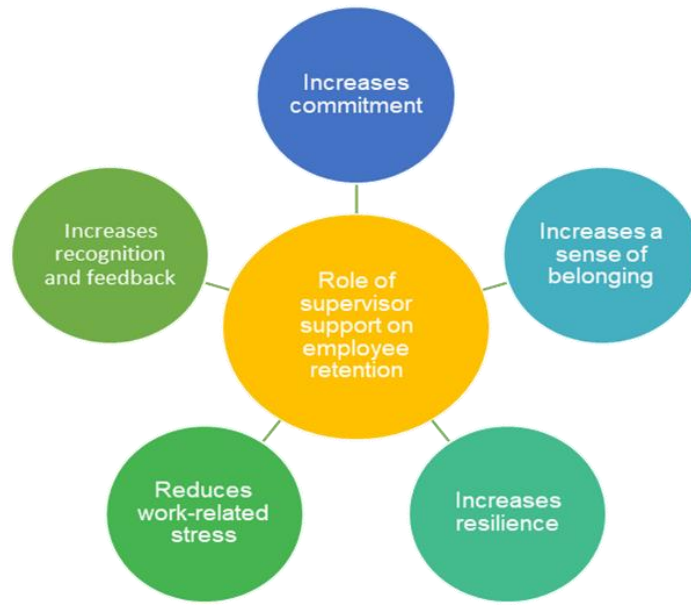 Increases
commitment
Increases a
sense of
belonging
Increases
resilience
Reduces
work-related
stress
Increases
recognition
and feedback
Role of
supervisor
support on
employee
retention